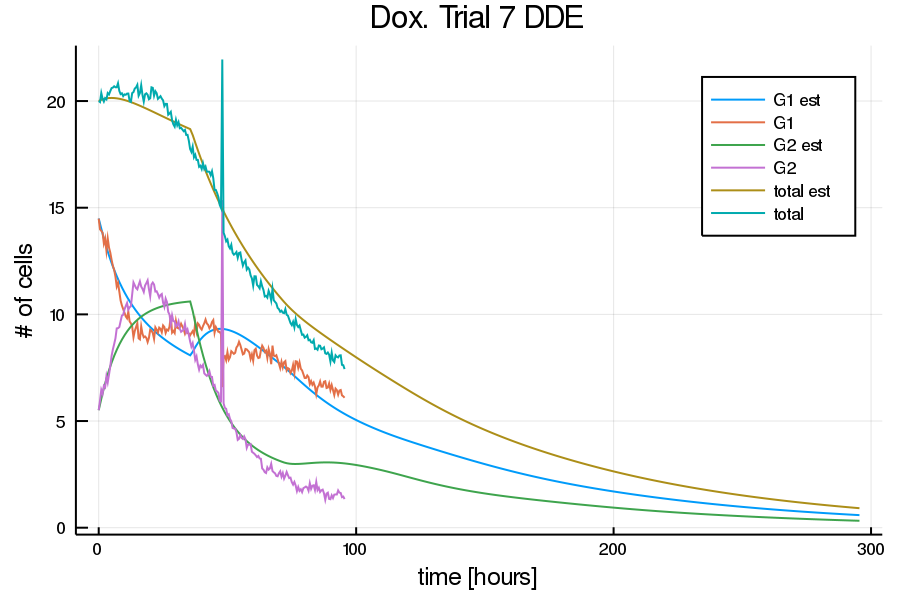 Dox. Trial 7 DDE
# of cells
20
15
10
5
0
0
100
200
300
time [hours]
G1 est
G1
G2 est
G2
total est
total